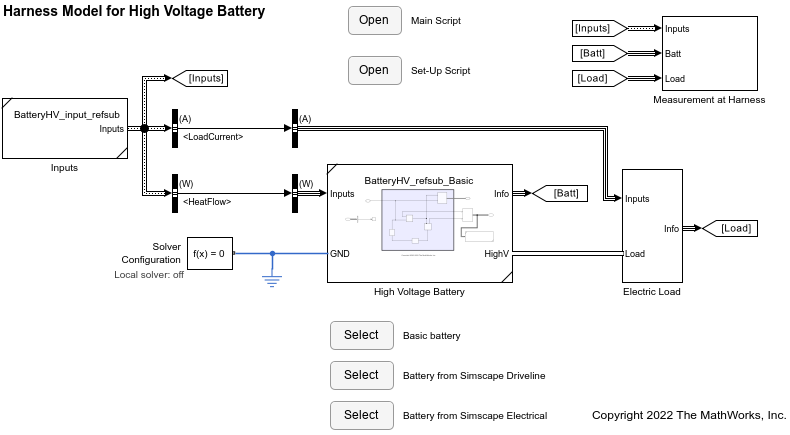 Harness Model for High Voltage Battery
Open
Main Script
Open
Set-Up Script
[Inputs]
[Batt]
[Load]
Inputs
Batt
Load
Measurement at Harness
[Inputs]
BatteryHV_input_refsub
Inputs
Inputs
(A)
<LoadCurrent>
(A)
(W)
<HeatFlow>
(W)
BatteryHV_refsub_Basic
Inputs
Info
GND
HighV
High Voltage Battery
[Batt]
Inputs
Info
Load
Electric Load
[Load]
Solver
Configuration
Local solver: off
f(x) = 0
Select
Basic battery
Select
Battery from Simscape Driveline
Select
Battery from Simscape Electrical
Copyright 2022 The MathWorks, Inc.